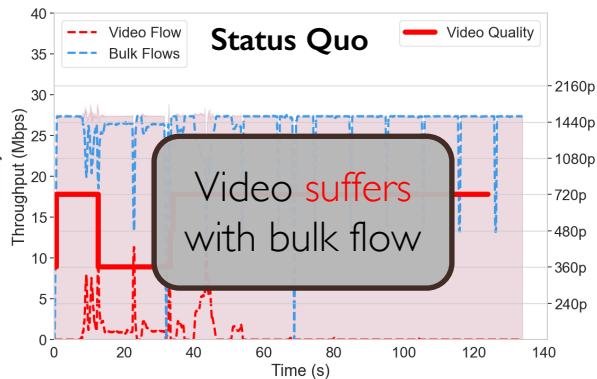 Status Quo
Video Flow
Bulk Flows
Video Quality
Throughput (Mbps)
40
35
30
25
20
15
10
5
0
2160p
1440p
1080p
720p
480p
360p
240p
Video suffers
with bulk flow
0 20 40 60 80 100 120 140
Time (s)